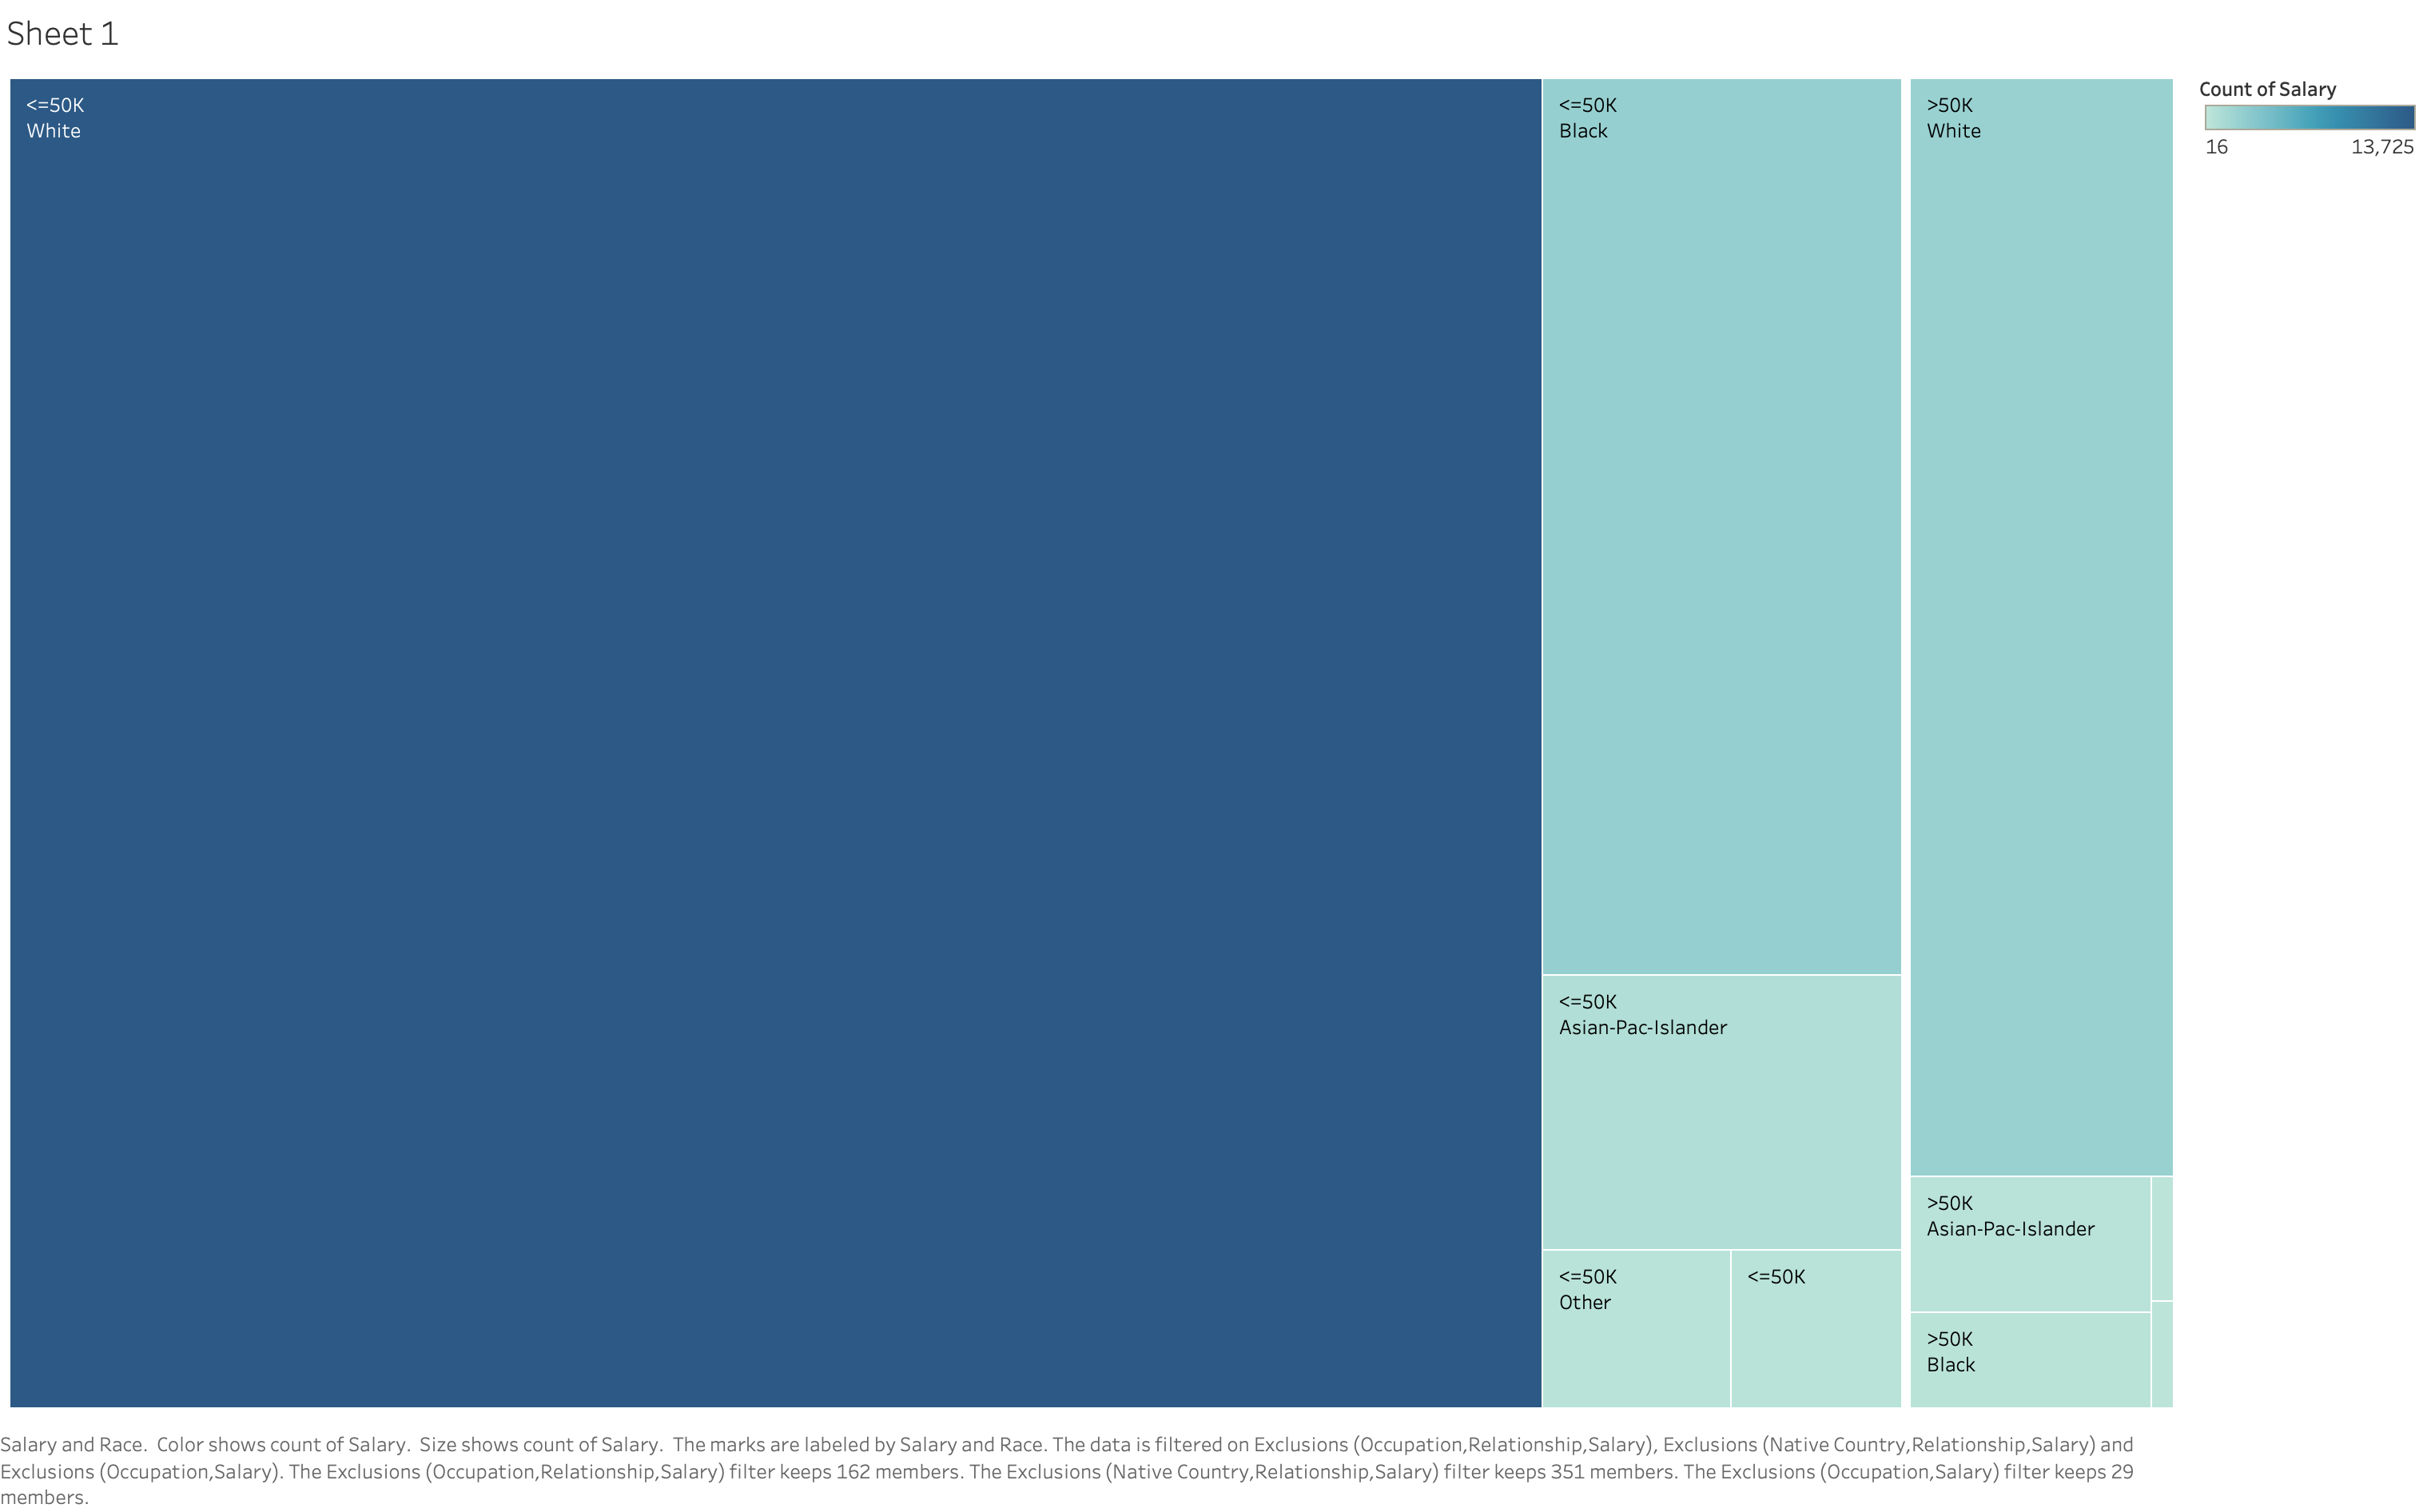 Sheet 1
<=50K
White
<=50K
Black
>50K
White
Count of Salary
16
13,725
<=50K
Asian-Pac-Islander
>50K
Asian-Pac-Islander
<=50K
Other
<=50K
>50K
Black
Salary and Race.  Color shows count of Salary.  Size shows count of Salary.  The marks are labeled by Salary and Race. The data is filtered on Exclusions (Occupation,Relationship,Salary), Exclusions (Native Country,Relationship,Salary) and
Exclusions (Occupation,Salary). The Exclusions (Occupation,Relationship,Salary) filter keeps 162 members. The Exclusions (Native Country,Relationship,Salary) filter keeps 351 members. The Exclusions (Occupation,Salary) filter keeps 29
members.